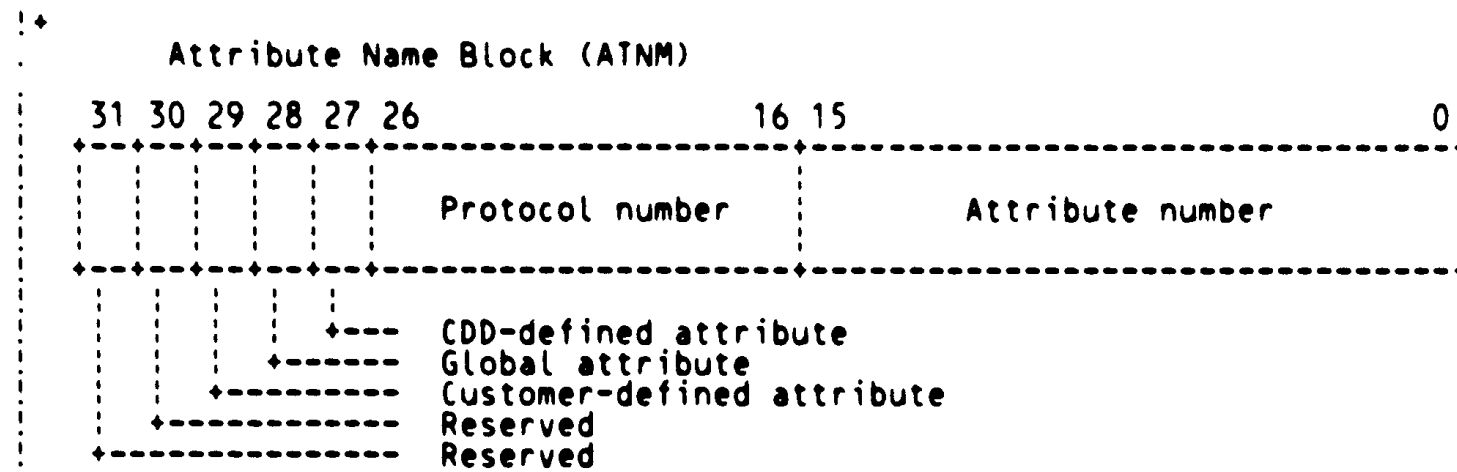 Attribute Name Block (ATNM)
31 30 29 28 27 26 16 15 0
Protocol number Attribute number
CDD-defined attribute
Global attribute
Customer-defined attribute
Reserved
Reserved